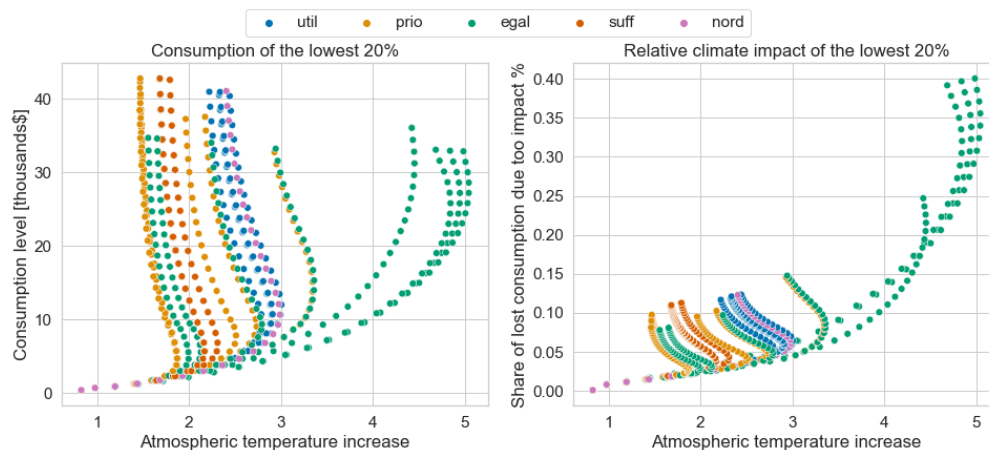 util prio egal suff nord
Consumption of the lowest 20%
Consumption level [thousands$]
40
30
20
10
0
1 2 3 4 5
Atmospheric temperature increase
Relative climate impact of the lowest 20%
Share of lost consumption due too impact %
0.40
0.35
0.30
0.25
0.20
0.15
0.10
0.05
0.00
1 2 3 4 5
Atmospheric temperature increase